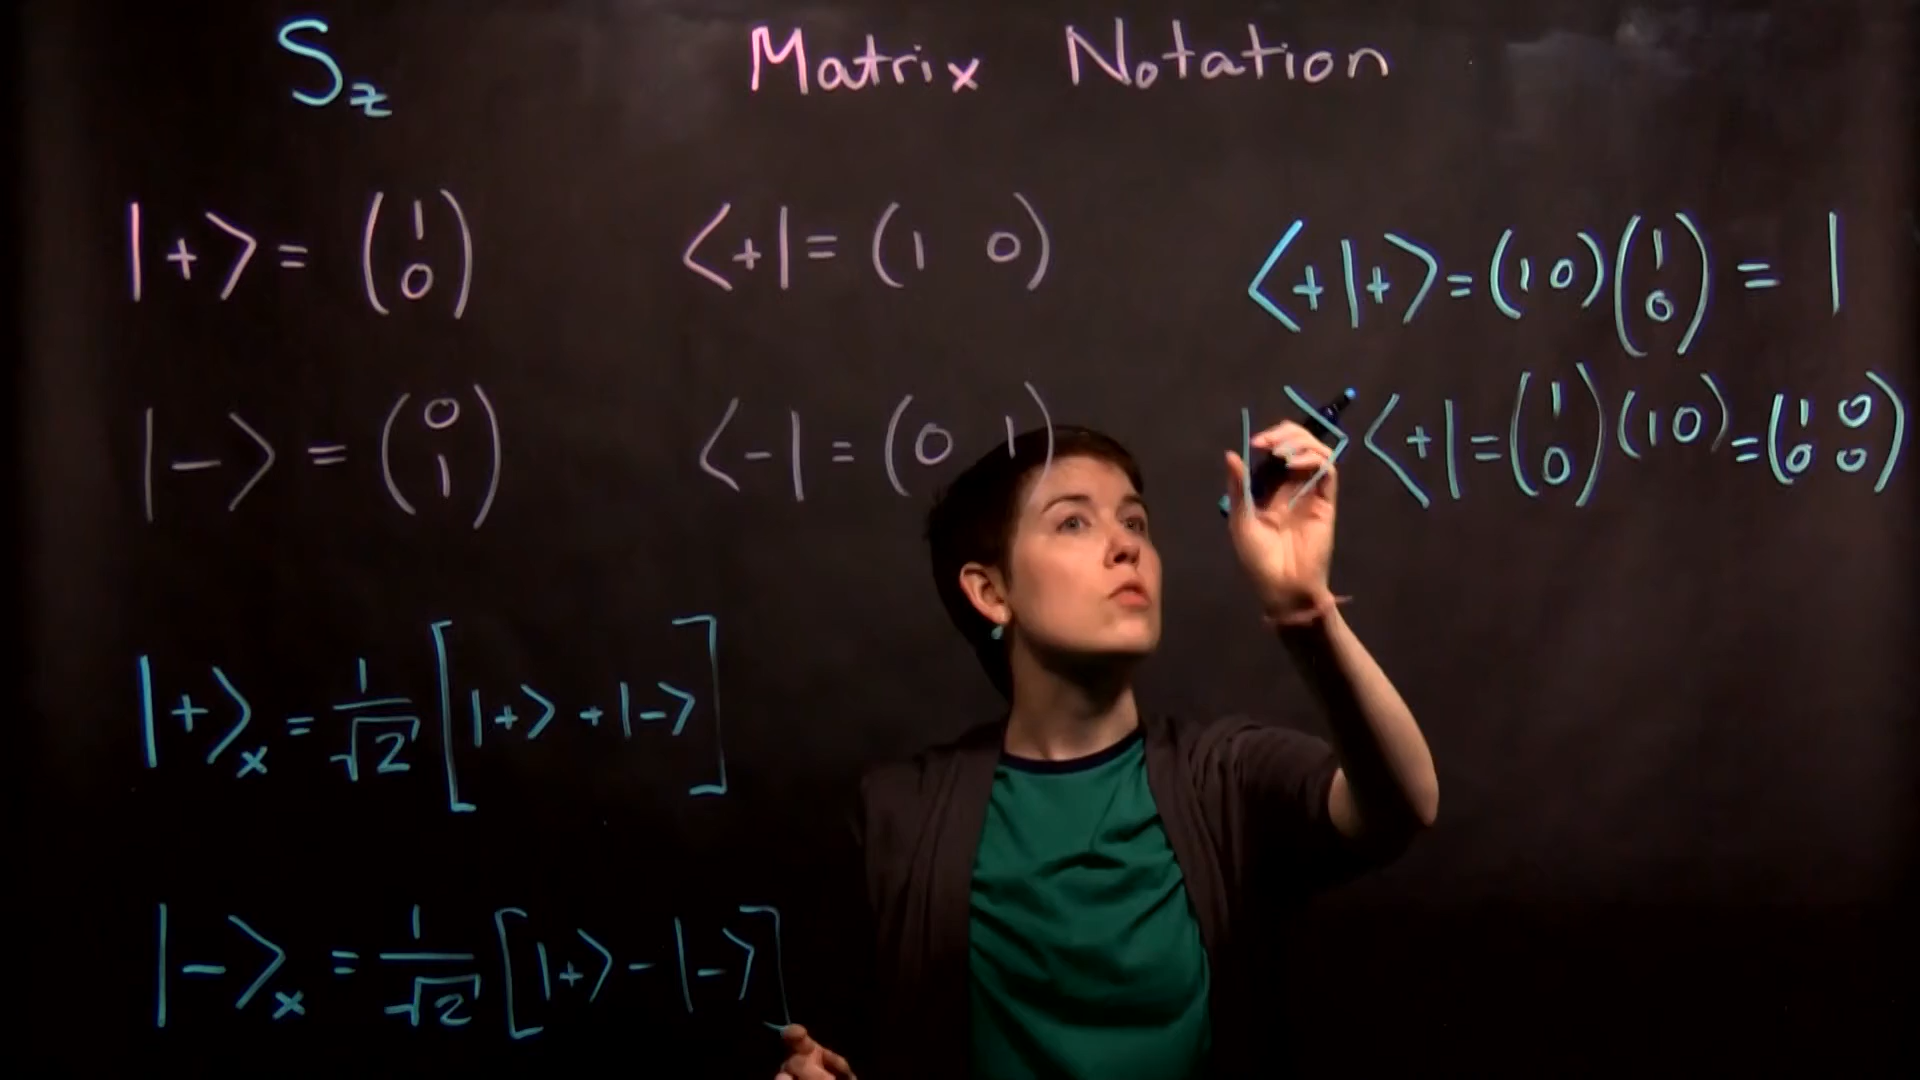 S_z
Matrix Notation
|+> = (1 0)
<+| = (1 0)
<+|+> = (1 0)(1 0) = 1
|-> = (0 1)
<-| = (0 1)
| ><+| = (1 0)(1 0) = (1 0 0 0)
|+>_x = 1/√2 [|+> + |->]
|->_x = 1/√2 [|+> - |->]